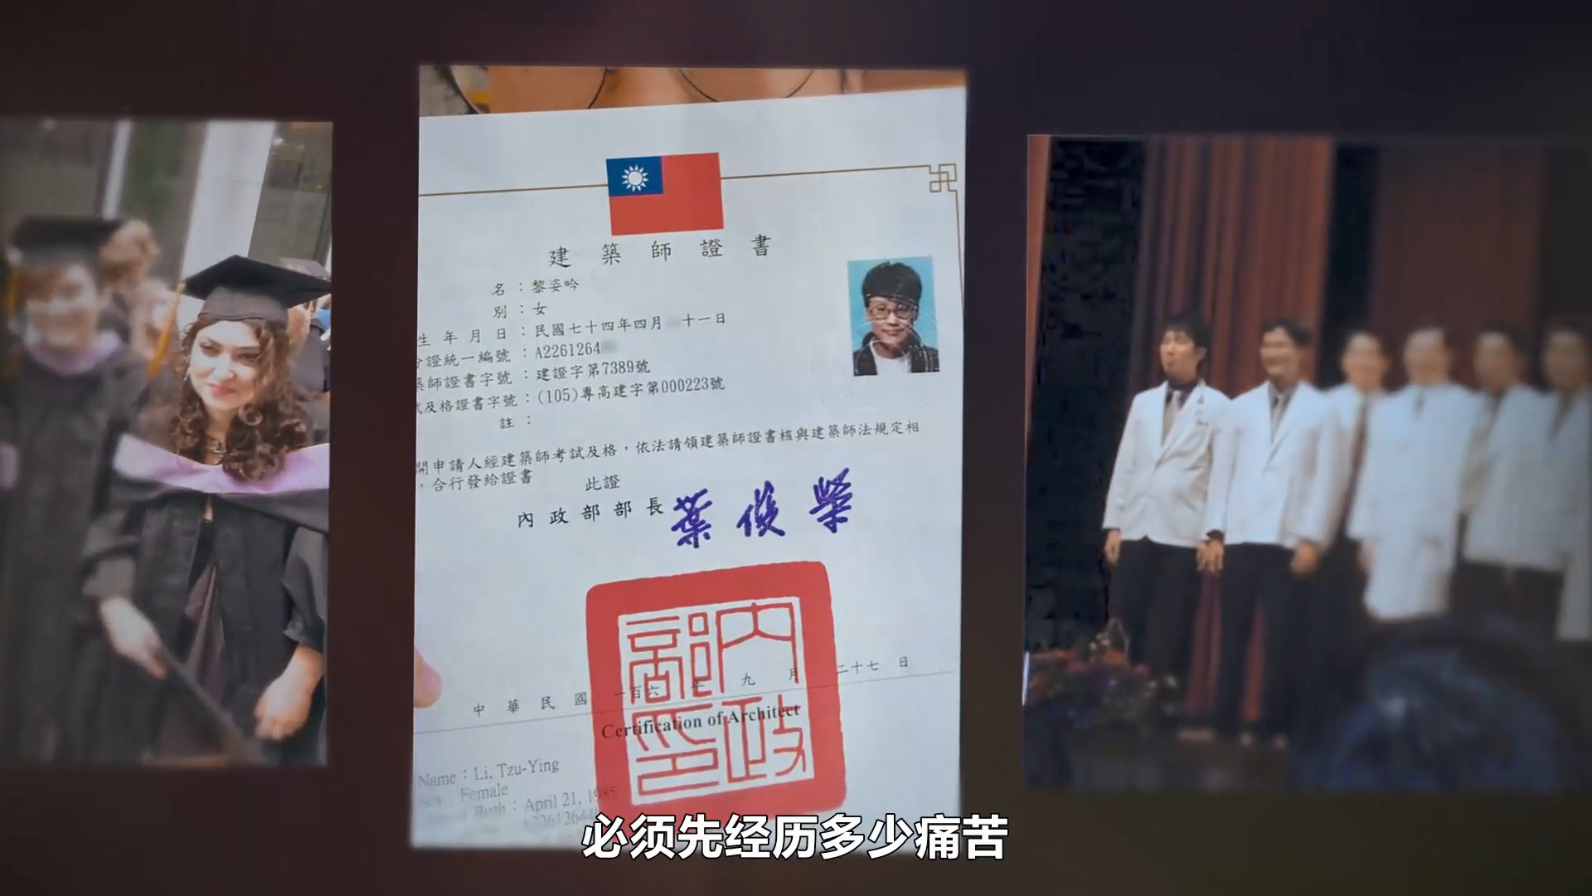 建築師證書
名：黎姿吟
別：女
生年月日：民國七十四年四月 十一日
證統一編號：A2261264
師證書字號：建證字第7389號
及格證書字號：(105)專高建字第000223號
註：
申請人經建築師考試及格，依法請領建築師證書核與建築師法規定相
，合行發給證書
此證
內政部部長 葉俊榮
內政部印
中華民國一百六年九月 二十七日
Certification of Architect
Name：Li, Tzu-Ying
Female
Birth：April 21, 1985
必须先经历多少痛苦